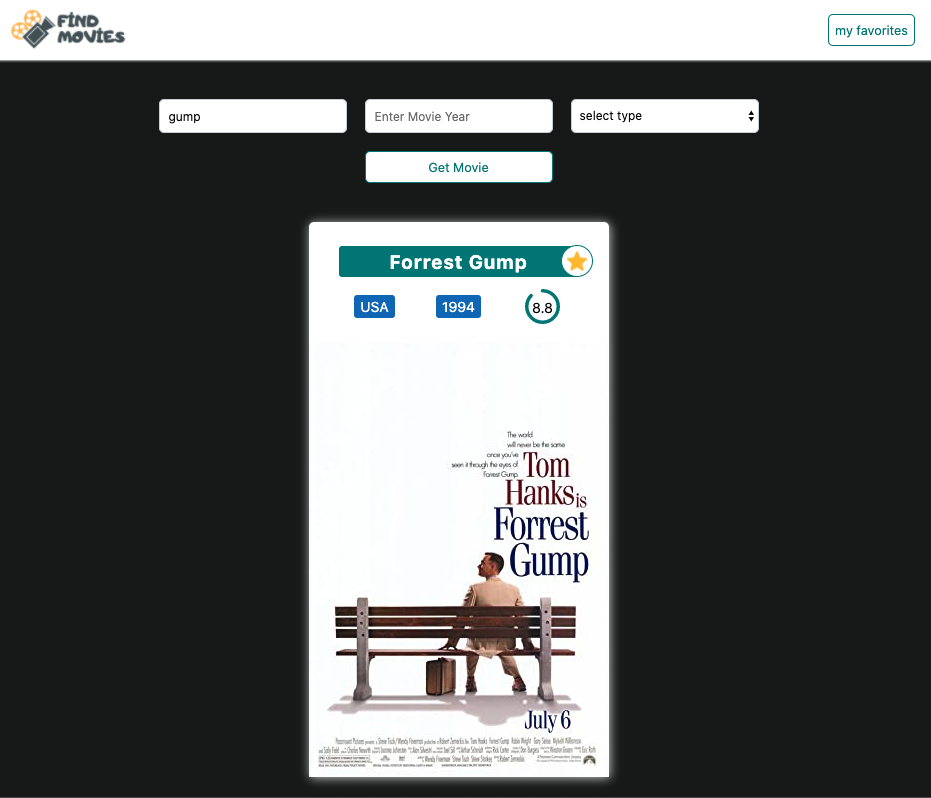 FIND
MOVIES
my favorites
gump
Enter Movie Year
select type
Get Movie
Forrest Gump
USA
1994
8.8
The world
will never be the same
once you've
seen it through the eyes of
Forrest Gump.
Tom
Hanks is
Forrest
Gump
July 6